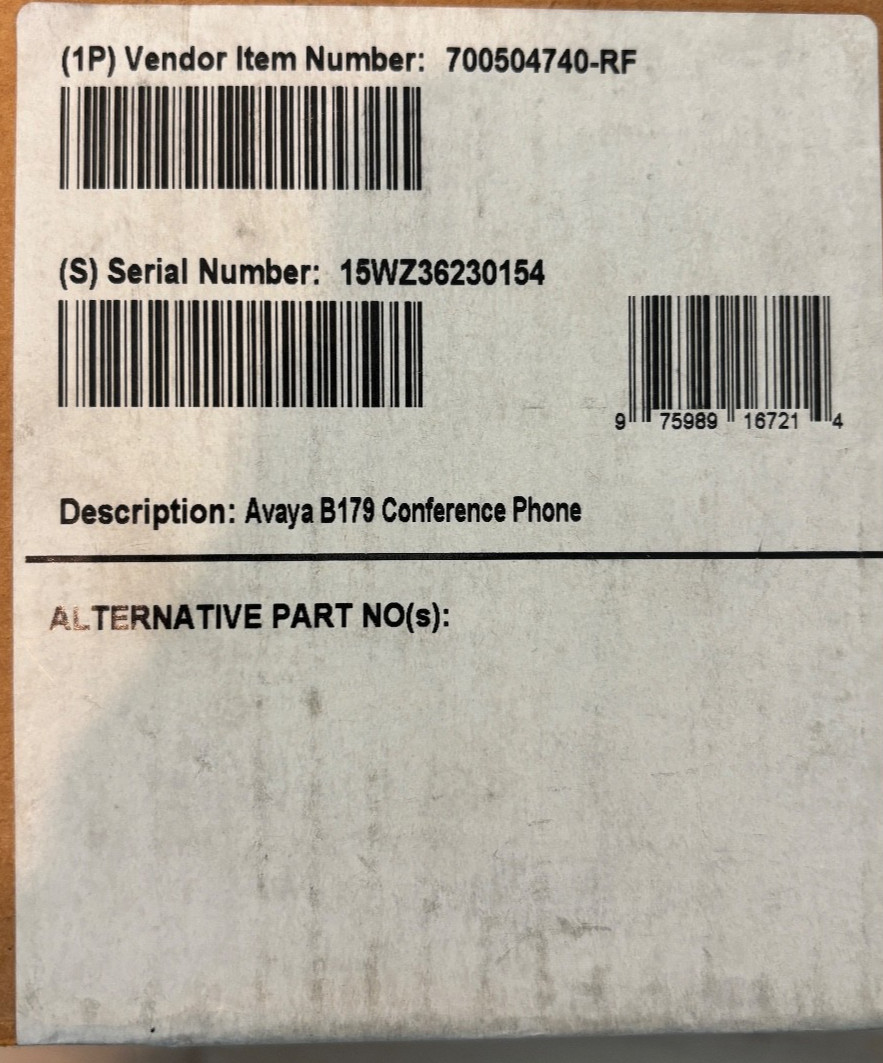 (1P) Vendor Item Number: 700504740-RF
(S) Serial Number: 15WZ36230154
9 75989 16721 4
Description: Avaya B179 Conference Phone
ALTERNATIVE PART NO(s):